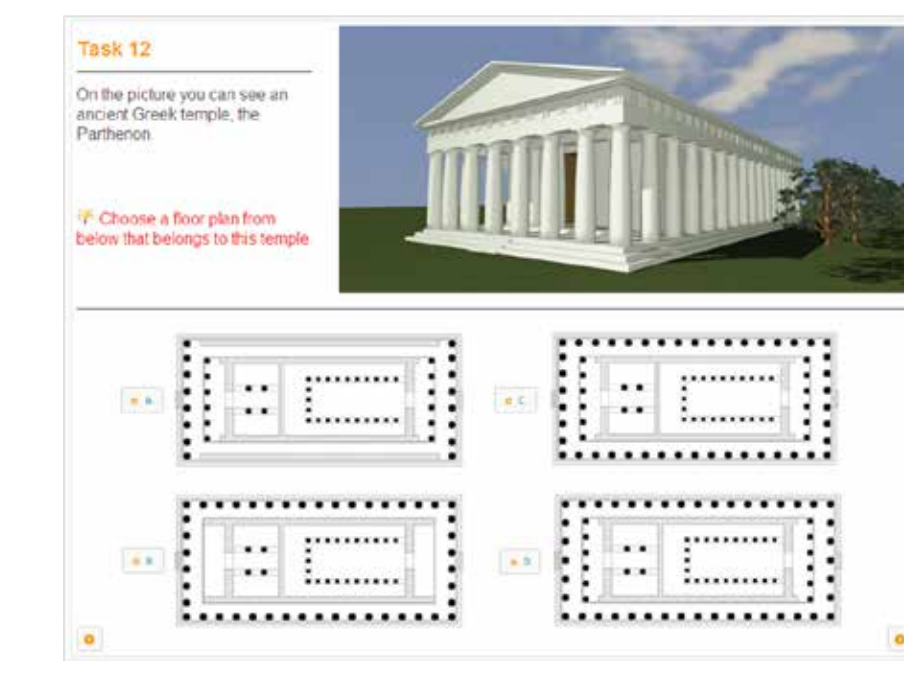 Task 12
On the picture you can see an
ancient Greek temple, the
Parthenon.
Choose a floor plan from
below that belongs to this temple
A
C
B
D